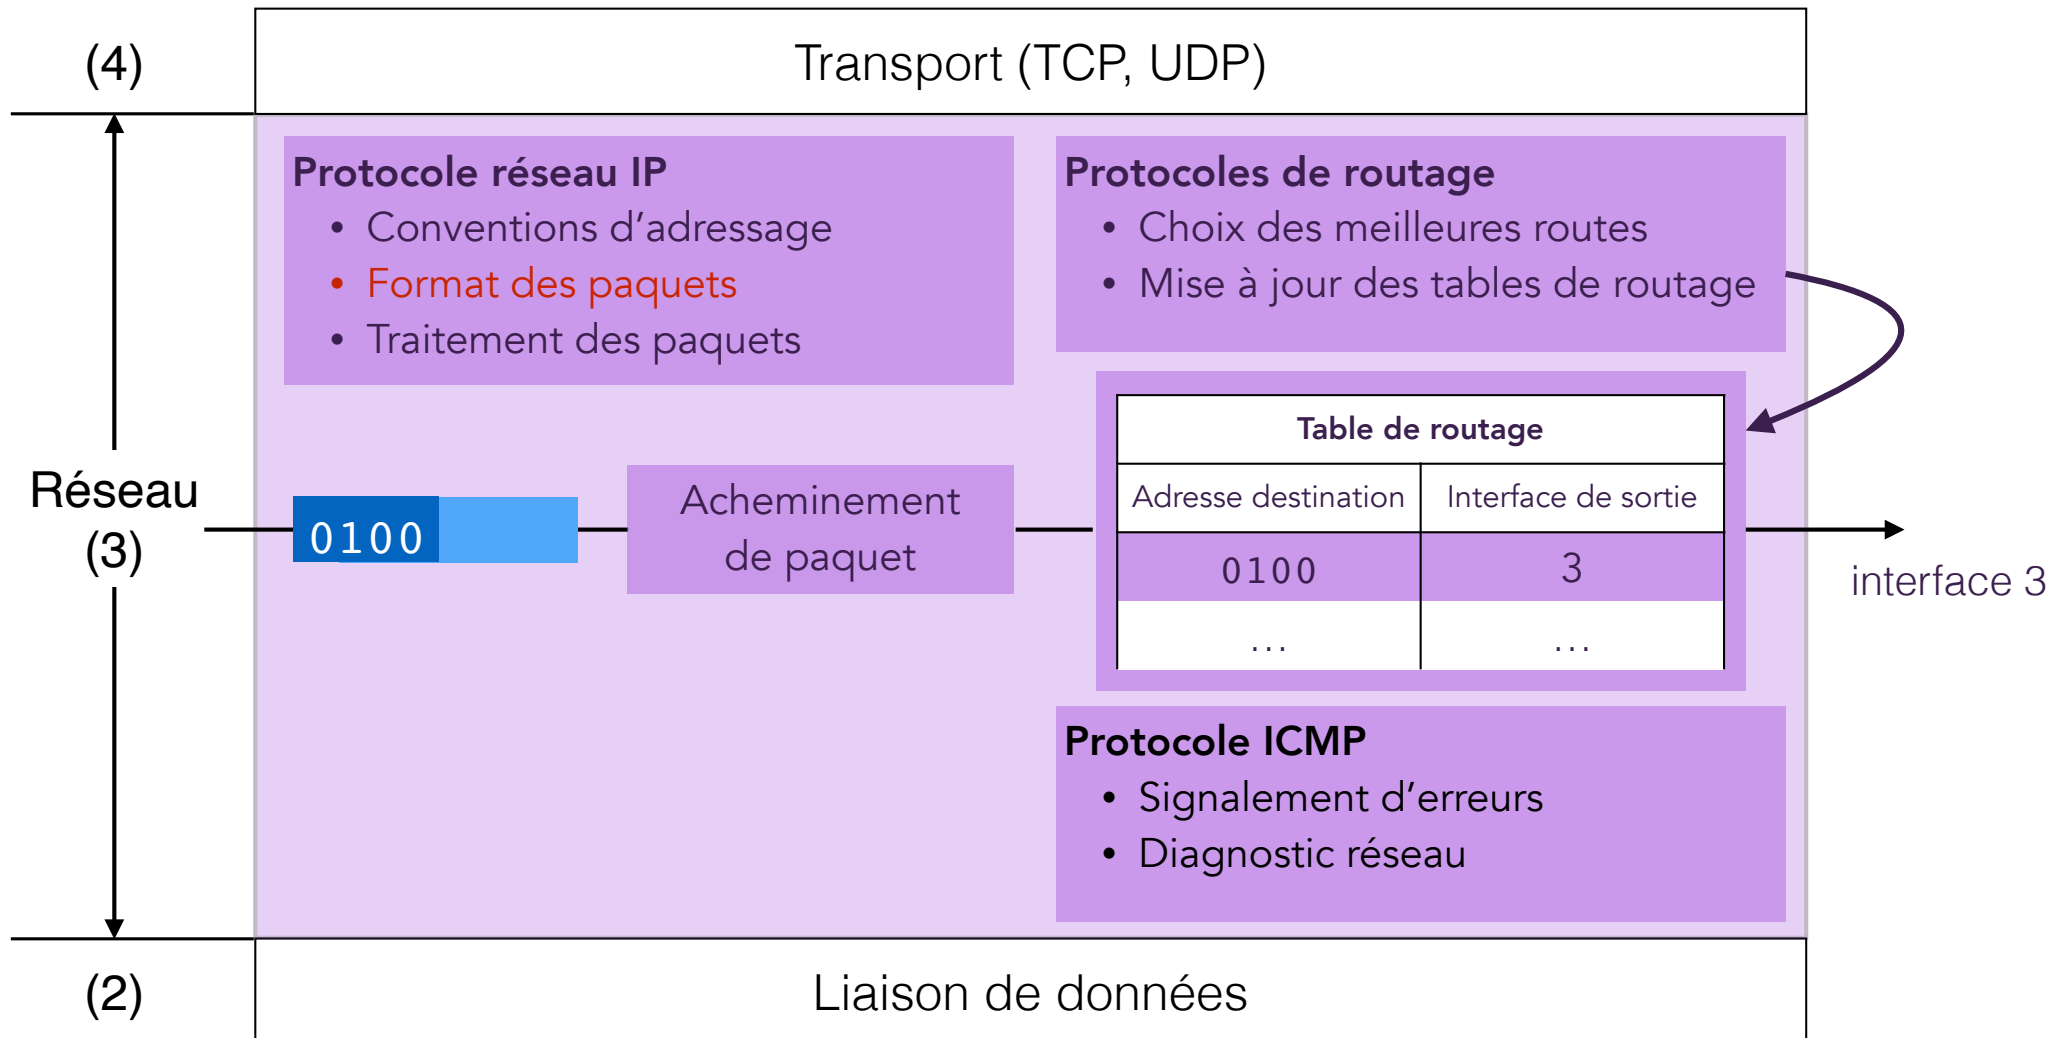 (4)
Transport (TCP, UDP)
Protocole réseau IP
• Conventions d’adressage
• Format des paquets
• Traitement des paquets
Protocoles de routage
• Choix des meilleures routes
• Mise à jour des tables de routage
Réseau
(3)
0100
Acheminement
de paquet
Table de routage
Adresse destination Interface de sortie
0100 3
... ...
interface 3
Protocole ICMP
• Signalement d’erreurs
• Diagnostic réseau
(2)
Liaison de données